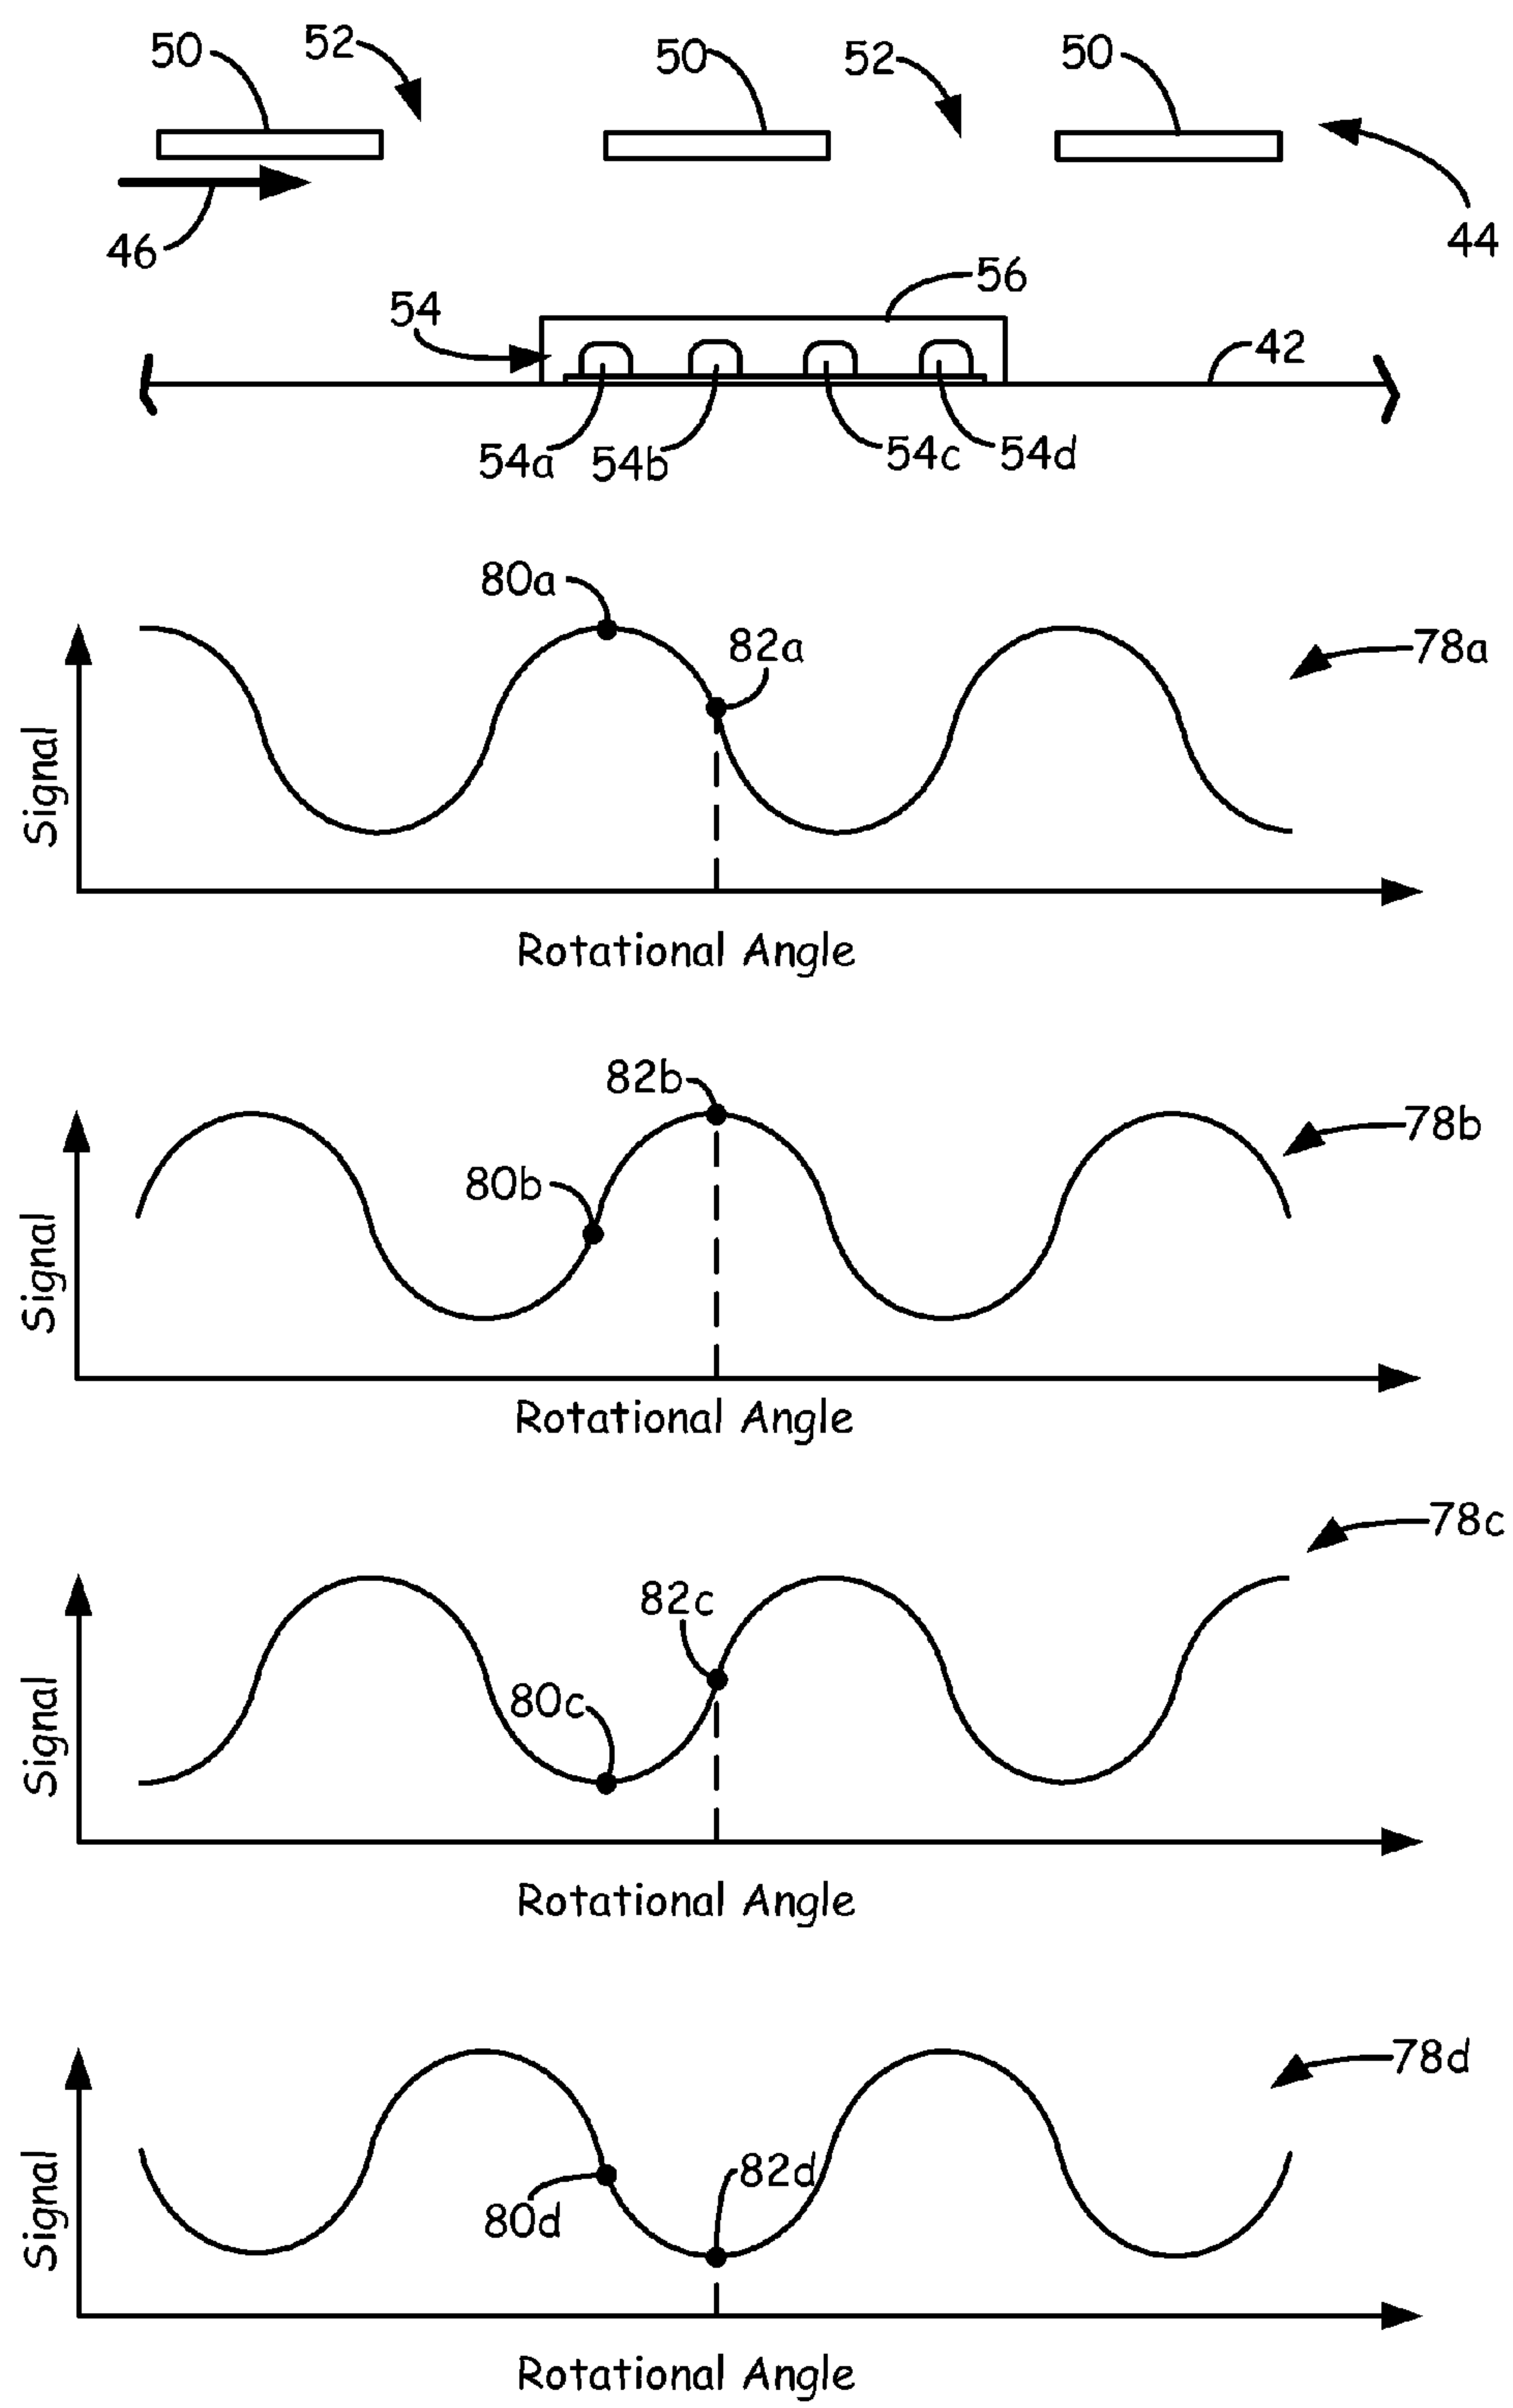 50 52 50 52 50
46 44
54 56 42
54a 54b 54c 54d
80a
82a 78a
Signal
Rotational Angle
82b 78b
80b
Signal
Rotational Angle
78c
82c
80c
Signal
Rotational Angle
78d
82d
80d
Signal
Rotational Angle